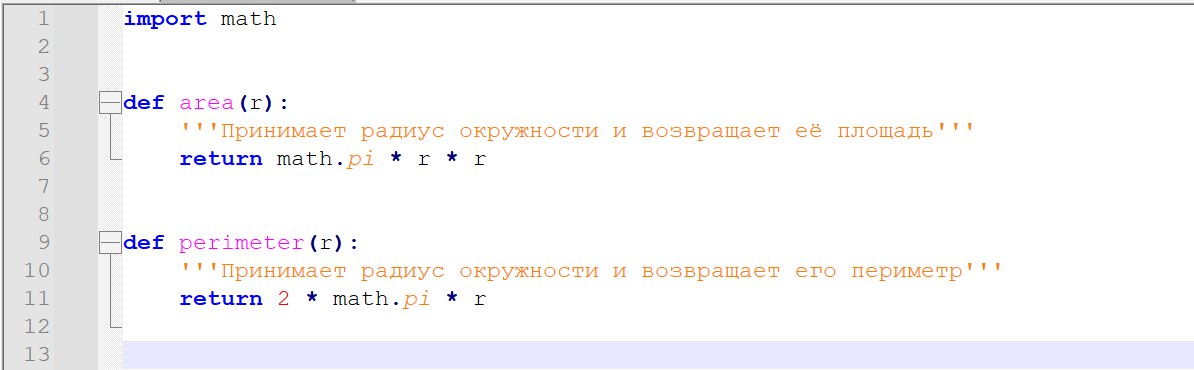 1 import math
2
3
4 def area(r):
5     '''Принимает радиус окружности и возвращает её площадь'''
6     return math.pi * r * r
7
8
9 def perimeter(r):
10     '''Принимает радиус окружности и возвращает его периметр'''
11     return 2 * math.pi * r
12
13